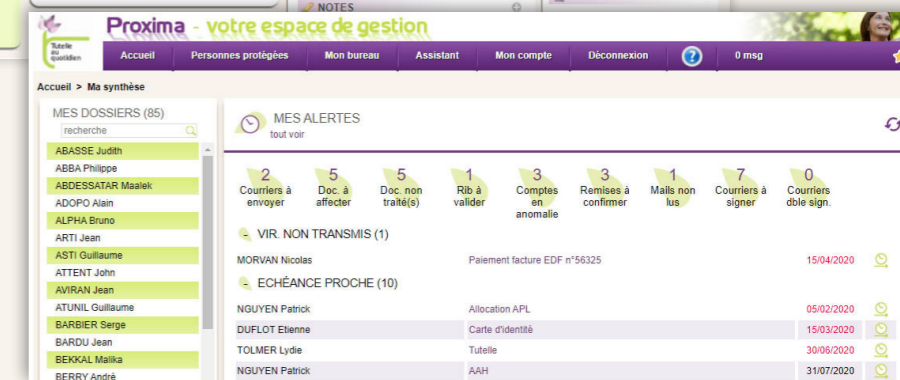 NOTES
Proxima - votre espace de gestion
Tutelle
au
quotidien
Accueil Personnes protégées Mon bureau Assistant Mon compte Déconnexion ? 0 msg
Accueil > Ma synthèse
MES DOSSIERS (85)
recherche
ABASSE Judith
ABBA Philippe
ABDESSATAR Maalek
ADOPO Alain
ALPHA Bruno
ARTI Jean
ASTI Guillaume
ATTENT John
AVIRAN Jean
ATUNIL Guillaume
BARBIER Serge
BARDU Jean
BEKKAL Malika
BERRY André
MES ALERTES
tout voir
2 5 5 1 3 3 1 7 0
Courriers à Doc. à Doc. non Rib à Comptes Remises à Mails non Courriers à Courriers
envoyer affecter traité(s) valider en confirmer lus signer dble sign.
anomalie
- VIR. NON TRANSMIS (1)
MORVAN Nicolas Paiement facture EDF n°56325 15/04/2020
- ECHÉANCE PROCHE (10)
NGUYEN Patrick Allocation APL 05/02/2020
DUFLOT Etienne Carte d'identité 15/03/2020
TOLMER Lydie Tutelle 30/06/2020
NGUYEN Patrick AAH 31/07/2020